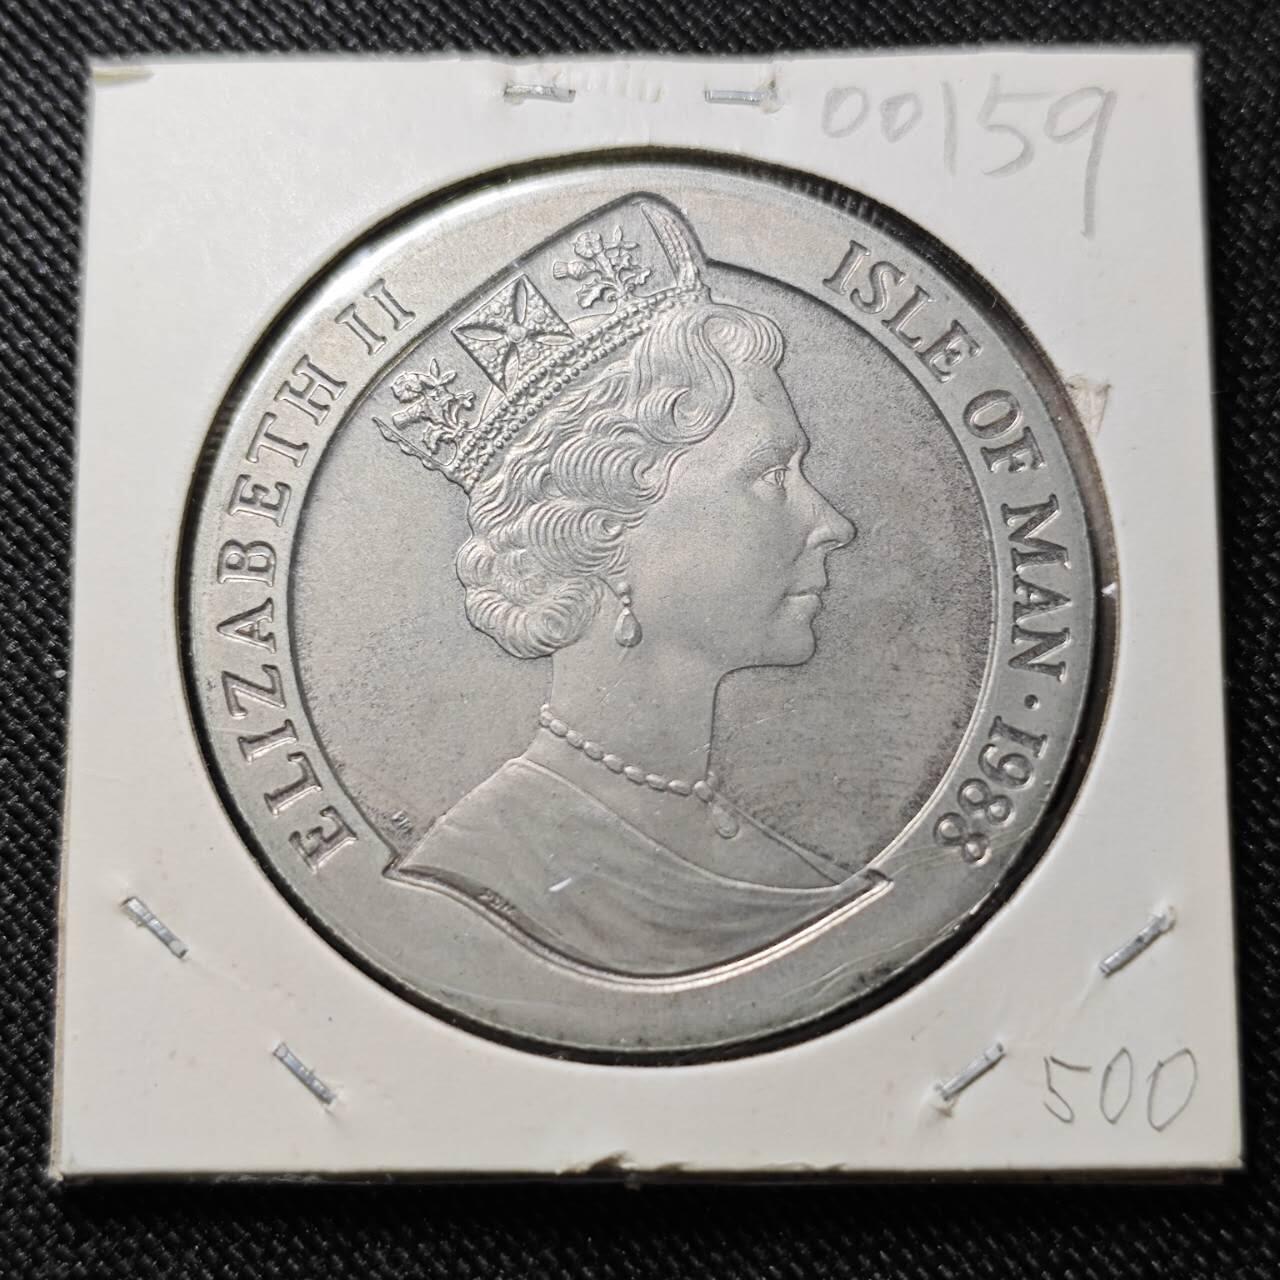 00159
ELIZABETH II
ISLE OF MAN · 1988
500